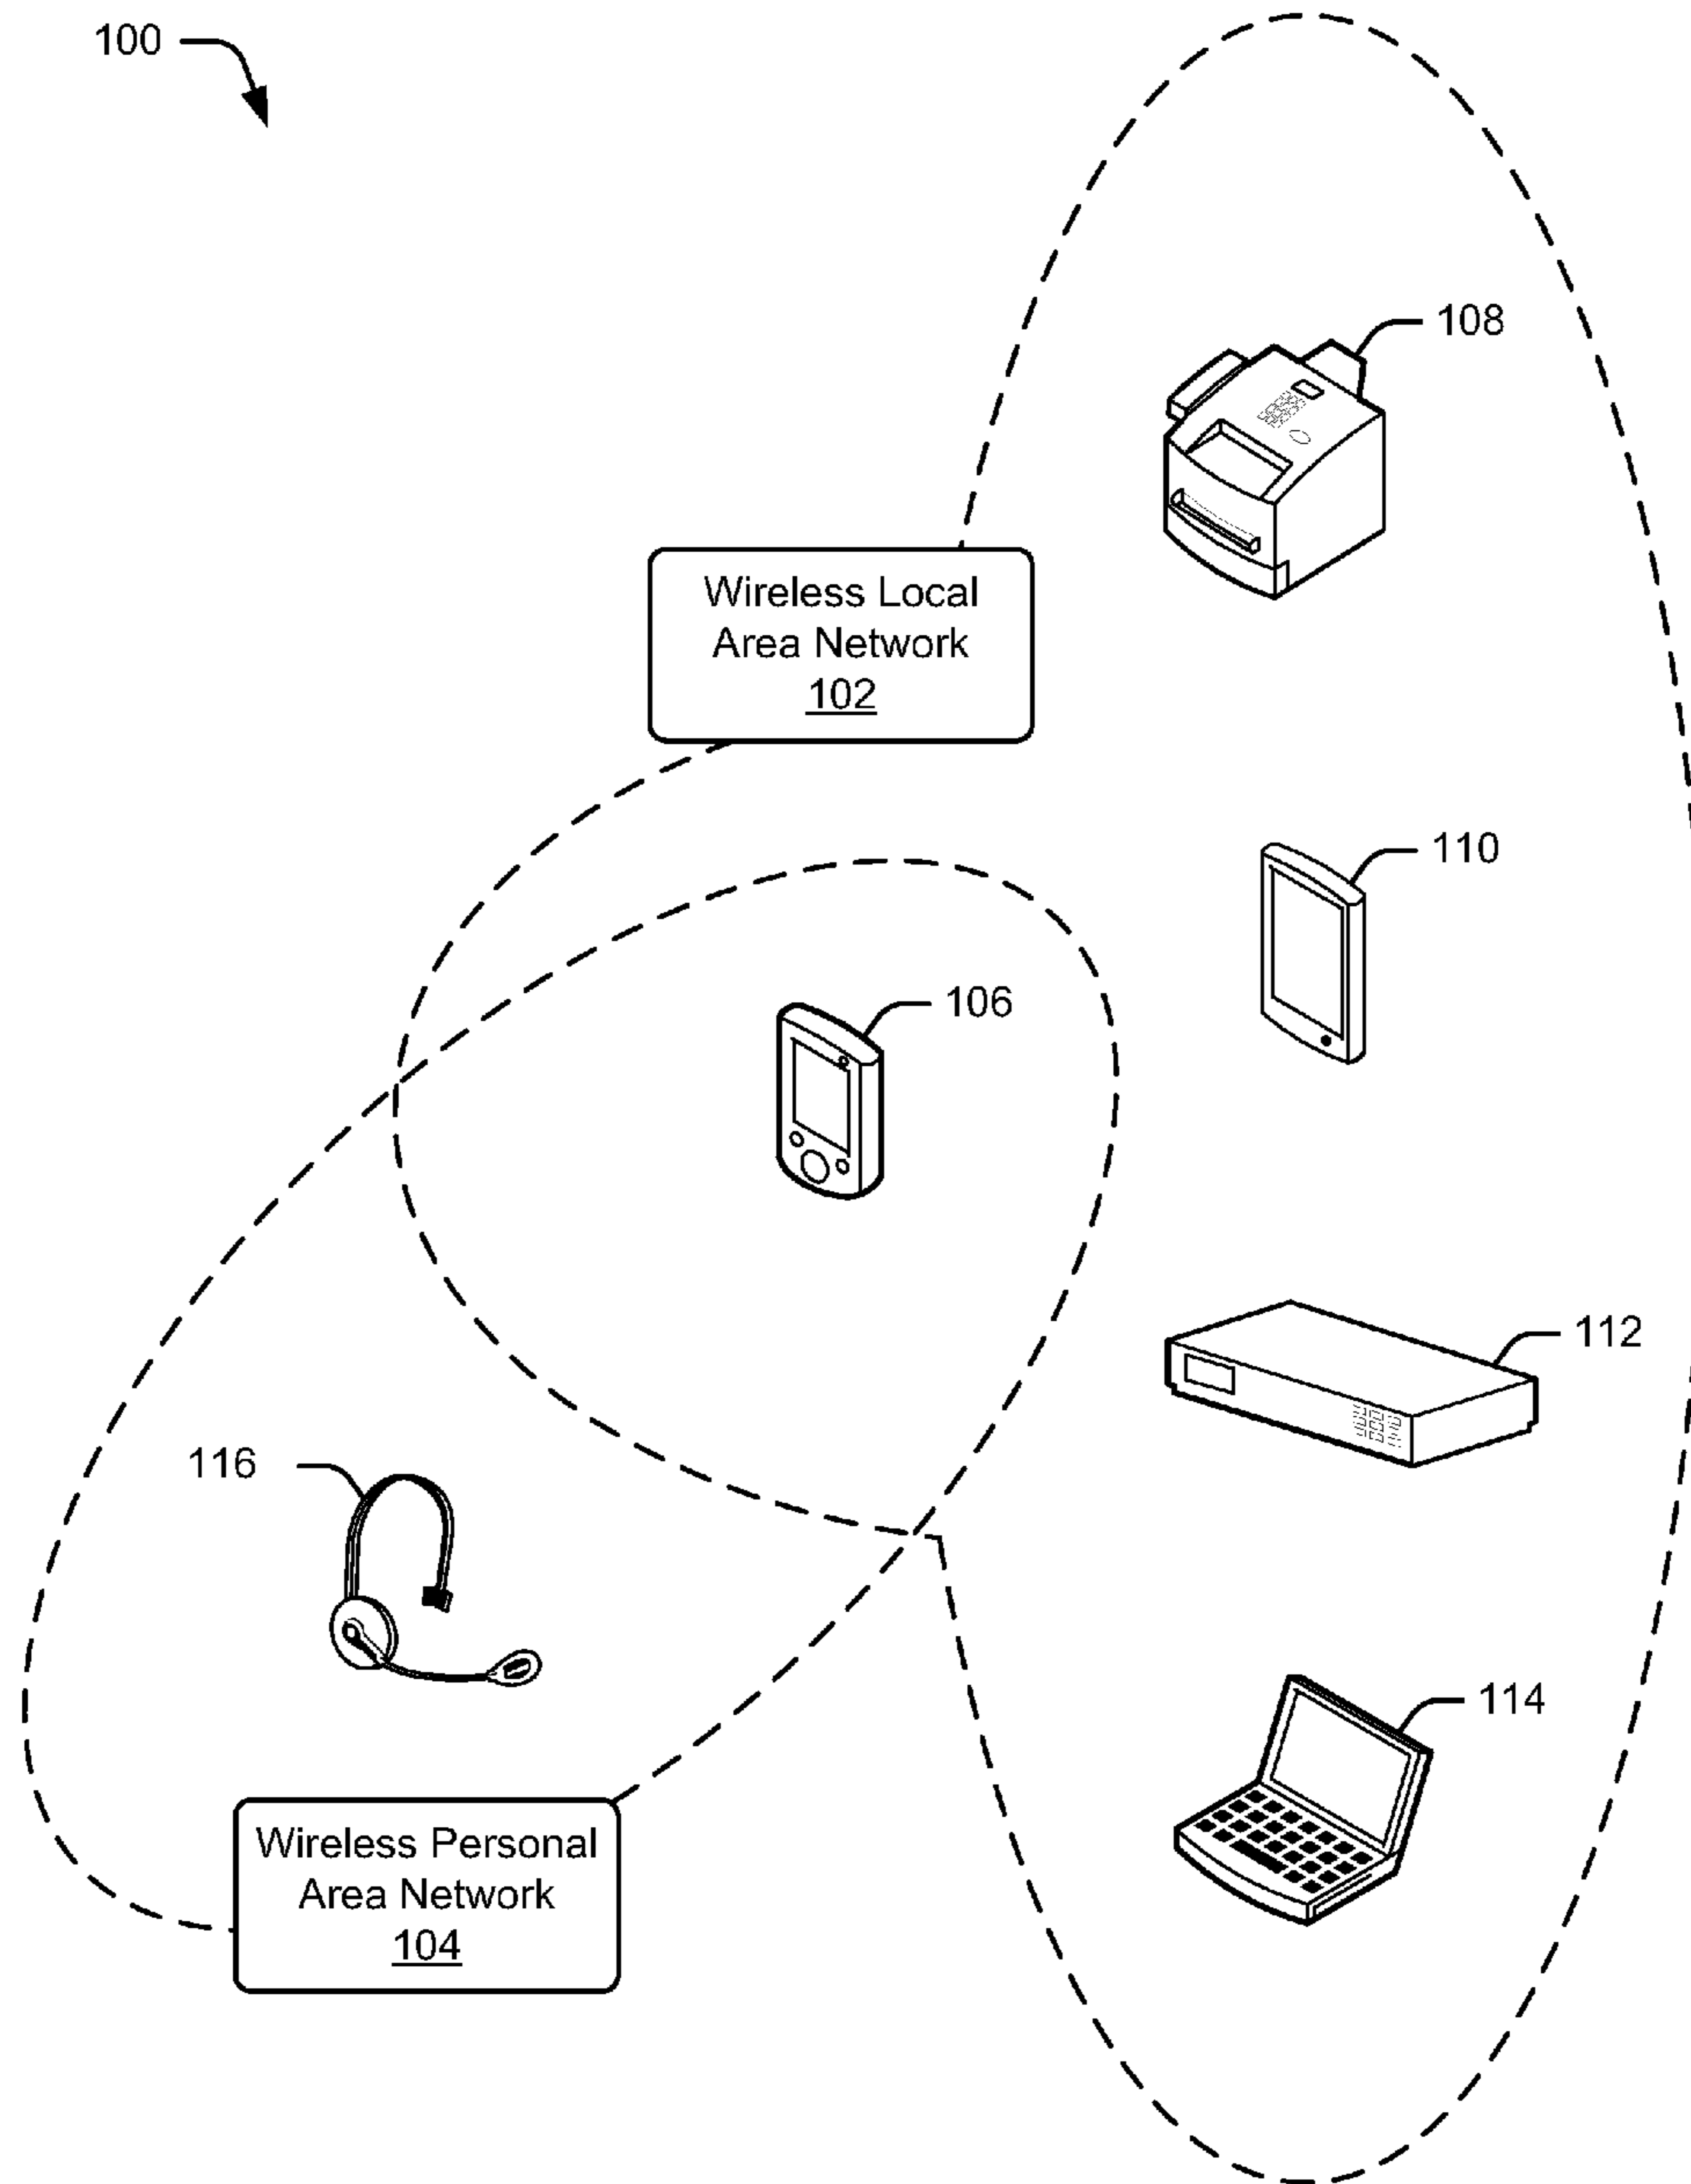 100
108
Wireless Local
Area Network
102
110
106
112
116
114
Wireless Personal
Area Network
104